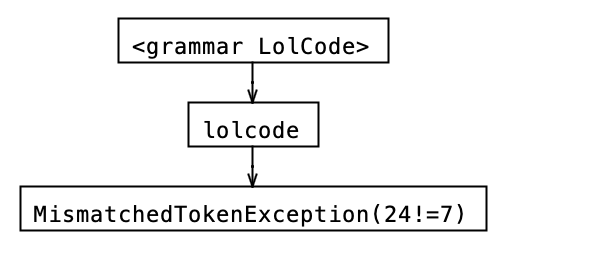 <grammar LolCode>
lolcode
MismatchedTokenException(24!=7)